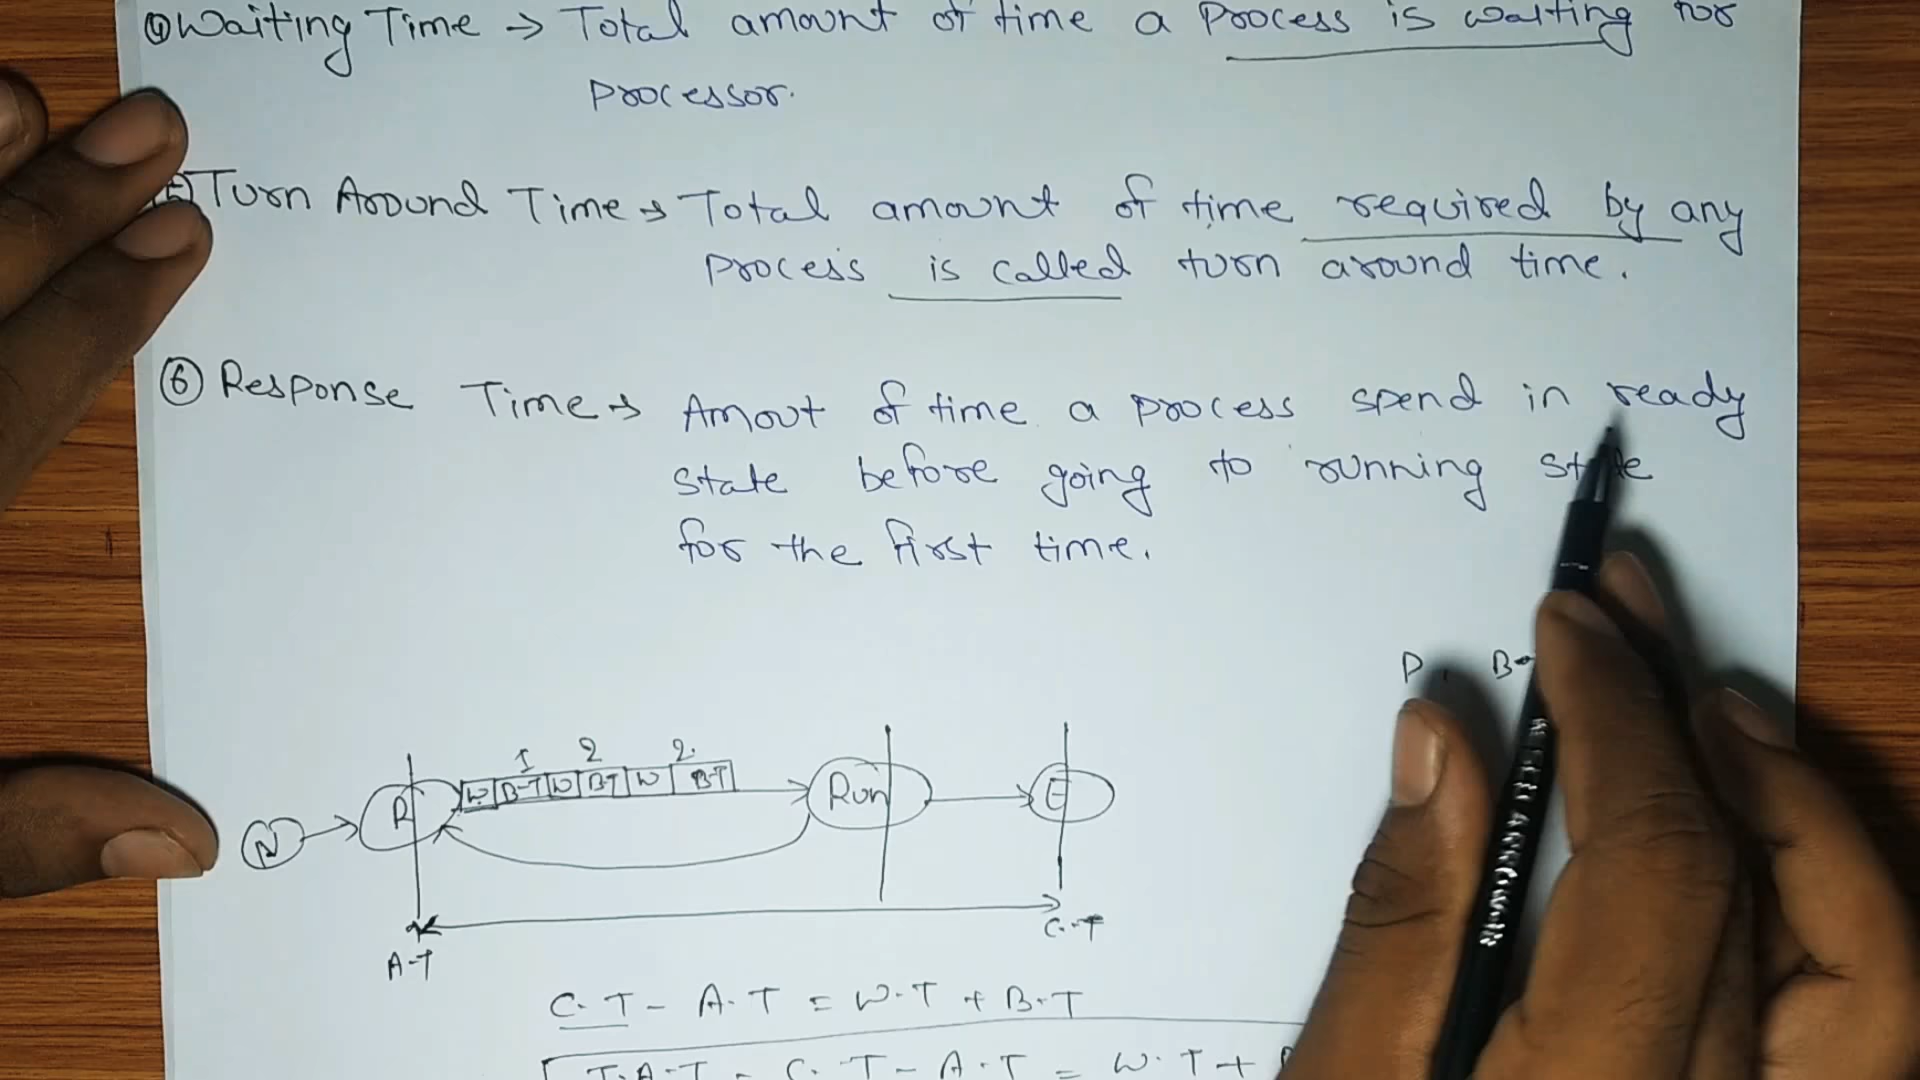 ④ Waiting Time → Total amount of time a process is waiting for
processor.
⑤ Turn Around Time → Total amount of time required by any
process is called turn around time.
⑥ Response Time → Amout of time a process spend in ready
state before going to running state
for the first time.
P1 B-
1 2 2
N R W B-T W B-T W B-T Run E
C.T
A-T
C.T - A.T = W.T + B.T
T.A.T = C.T - A.T = W.T +